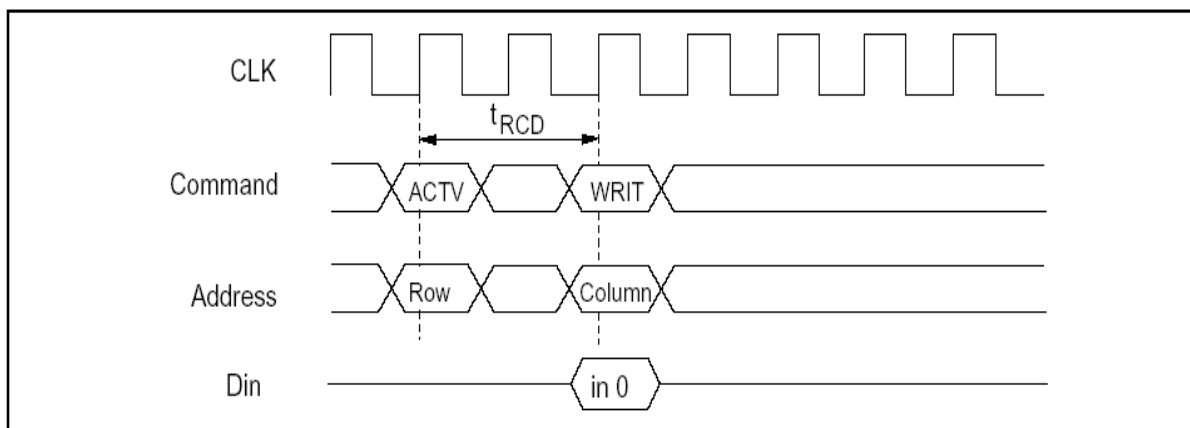 CLK
tRCD
Command ACTV WRIT
Address Row Column
Din in 0